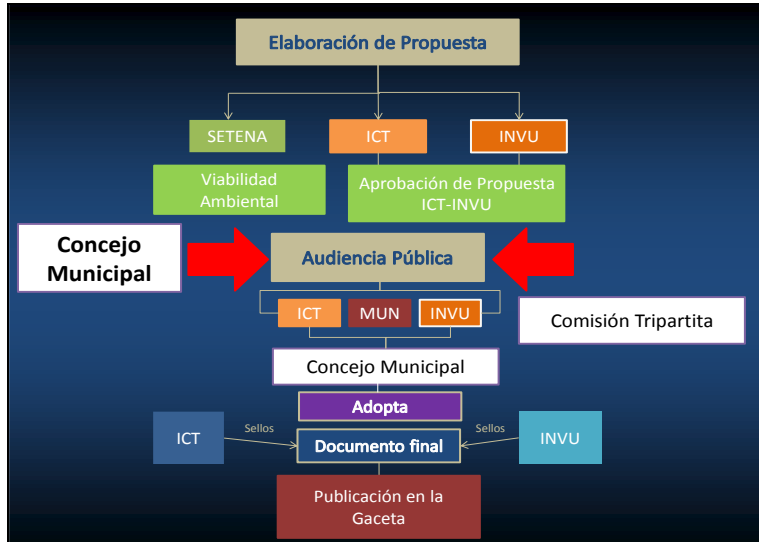 Elaboración de Propuesta
SETENA
ICT
INVU
Viabilidad
Ambiental
Aprobación de Propuesta
ICT-INVU
Concejo
Municipal
Audiencia Pública
ICT
MUN
INVU
Comisión Tripartita
Concejo Municipal
Adopta
ICT
Sellos
Documento final
Sellos
INVU
Publicación en la
Gaceta